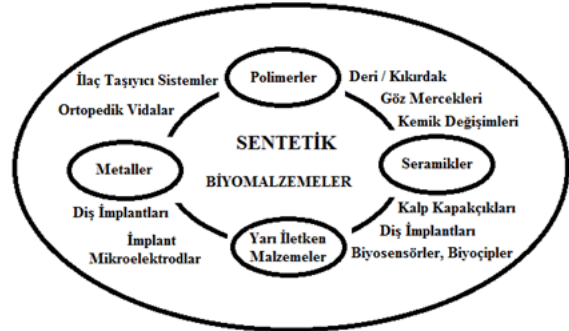 Polimerler
İlaç Taşıyıcı Sistemler
Ortopedik Vidalar
Deri / Kıkırdak
Göz Mercekleri
Kemik Değişimleri
SENTETİK
BİYOMALZEMELER
Metaller
Seramikler
Diş İmplantları
İmplant
Mikroelektrodlar
Yarı İletken
Malzemeler
Kalp Kapakçıkları
Diş İmplantları
Biyosensörler, Biyoçipler